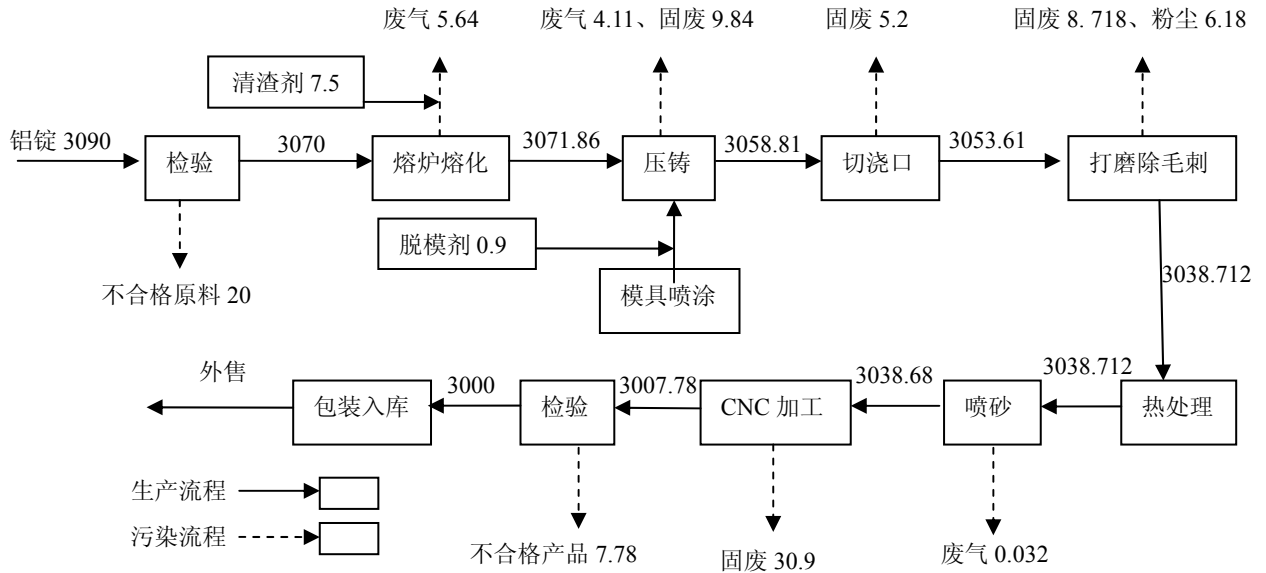 废气 5.64
废气 4.11、固废 9.84
固废 5.2
固废 8. 718、粉尘 6.18
清渣剂 7.5
铝锭 3090
检验
3070
熔炉熔化
3071.86
压铸
3058.81
切浇口
3053.61
打磨除毛刺
脱模剂 0.9
不合格原料 20
模具喷涂
3038.712
外售
包装入库
3000
检验
3007.78
CNC 加工
3038.68
喷砂
3038.712
热处理
生产流程
污染流程
不合格产品 7.78
固废 30.9
废气 0.032